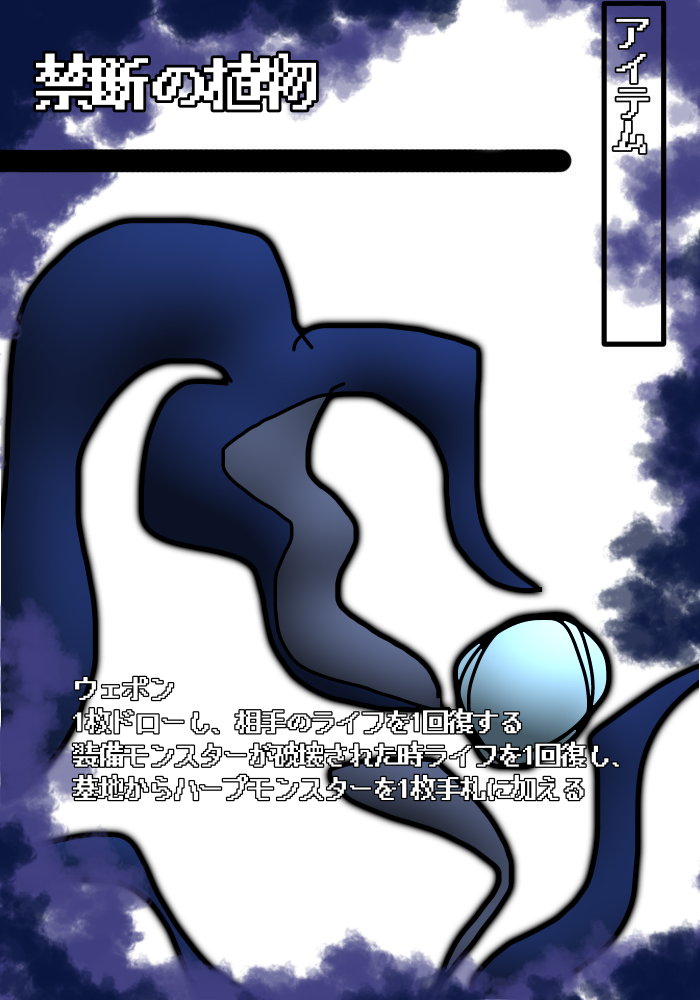 禁断の植物
アイテム
ウェポン
1枚ドローし、相手のライフを1回復する
装備モンスターが破壊された時ライフを1回復し、
墓地からハープモンスターを1枚手札に加える